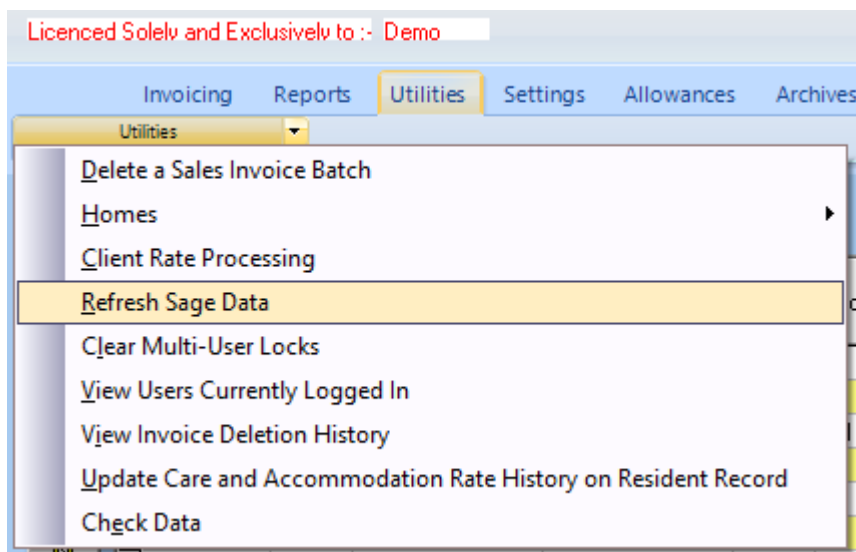 Licenced Solely and Exclusively to :- Demo
Invoicing Reports Utilities Settings Allowances Archives
Utilities
Delete a Sales Invoice Batch
Homes
Client Rate Processing
Refresh Sage Data
Clear Multi-User Locks
View Users Currently Logged In
View Invoice Deletion History
Update Care and Accommodation Rate History on Resident Record
Check Data